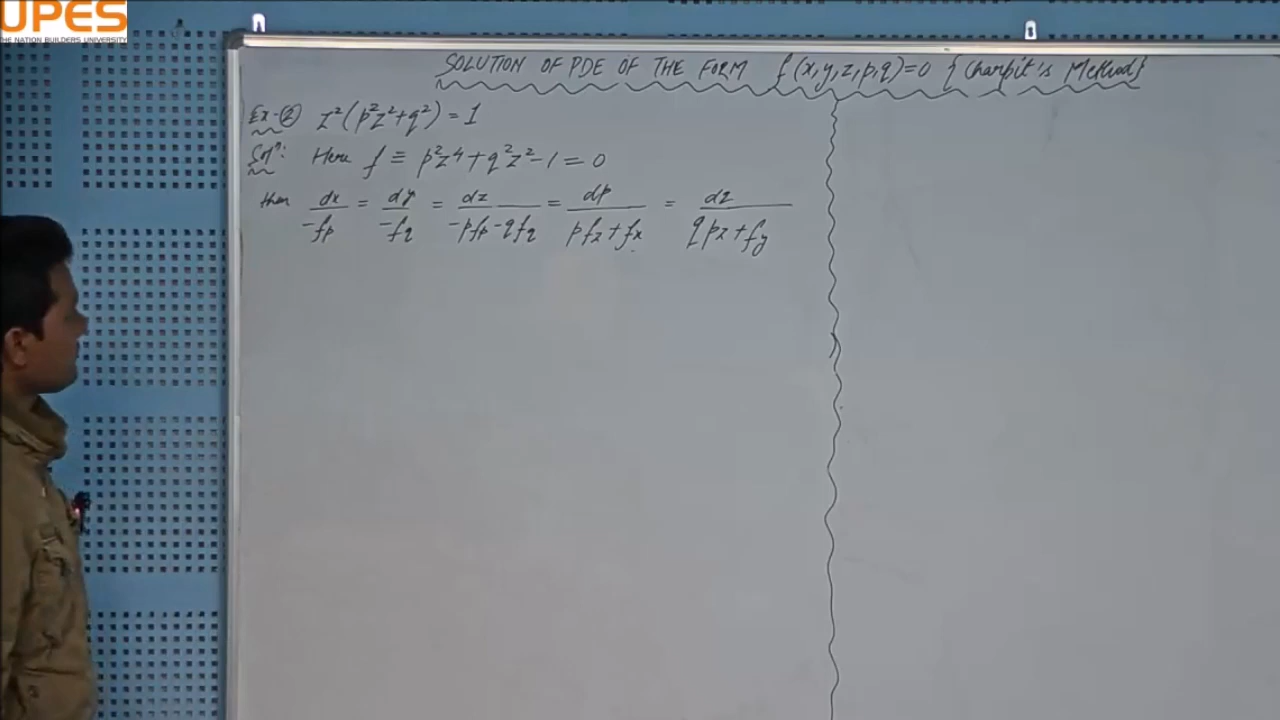 UPES
THE NATION BUILDERS UNIVERSITY
SOLUTION OF PDE OF THE FORM f(x,y,z,p,q)=0 {Charpit's Method}
Ex-② z²(p²z²+q²)=1
Solⁿ: Here f ≡ p²z⁴+q²z²-1=0
then dx/-fp = dy/-fq = dz/-pfp-qfq = dp/pfz+fx = dq/qpz+fy